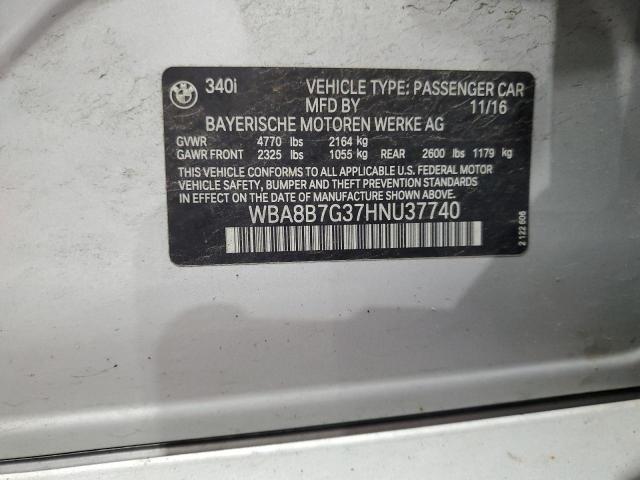 340i VEHICLE TYPE: PASSENGER CAR
MFD BY 11/16
BAYERISCHE MOTOREN WERKE AG
GVWR 4770 lbs 2164 kg
GAWR FRONT 2325 lbs 1055 kg REAR 2600 lbs 1179 kg
THIS VEHICLE CONFORMS TO ALL APPLICABLE U.S. FEDERAL MOTOR
VEHICLE SAFETY, BUMPER AND THEFT PREVENTION STANDARDS
IN EFFECT ON THE DATE OF MANUFACTURE SHOWN ABOVE.
WBA8B7G37HNU37740
2 122 606